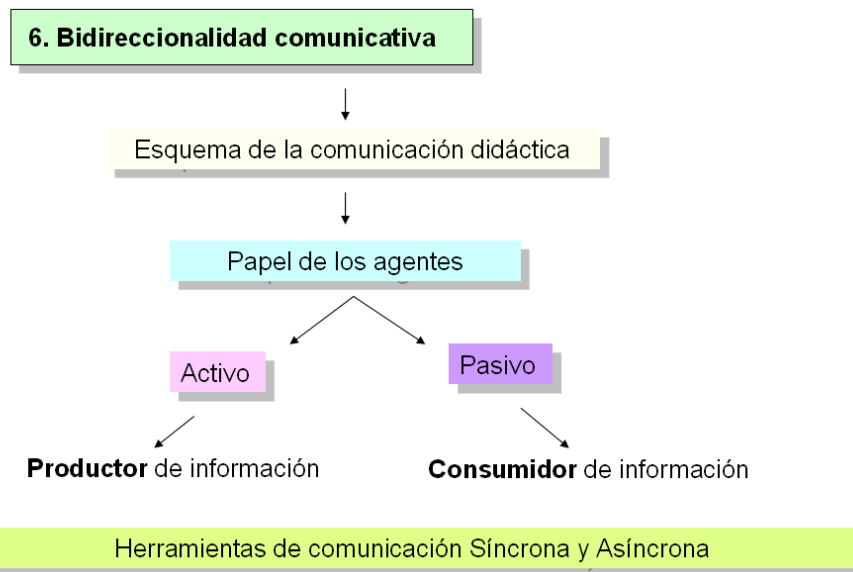 6. Bidireccionalidad comunicativa
Esquema de la comunicación didáctica
Papel de los agentes
Activo
Pasivo
Productor de información
Consumidor de información
Herramientas de comunicación Síncrona y Asíncrona